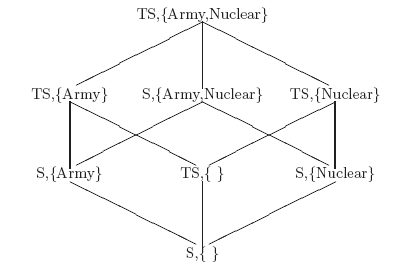 TS,{Army,Nuclear}
TS,{Army} S,{Army,Nuclear} TS,{Nuclear}
S,{Army} TS,{ } S,{Nuclear}
S,{ }